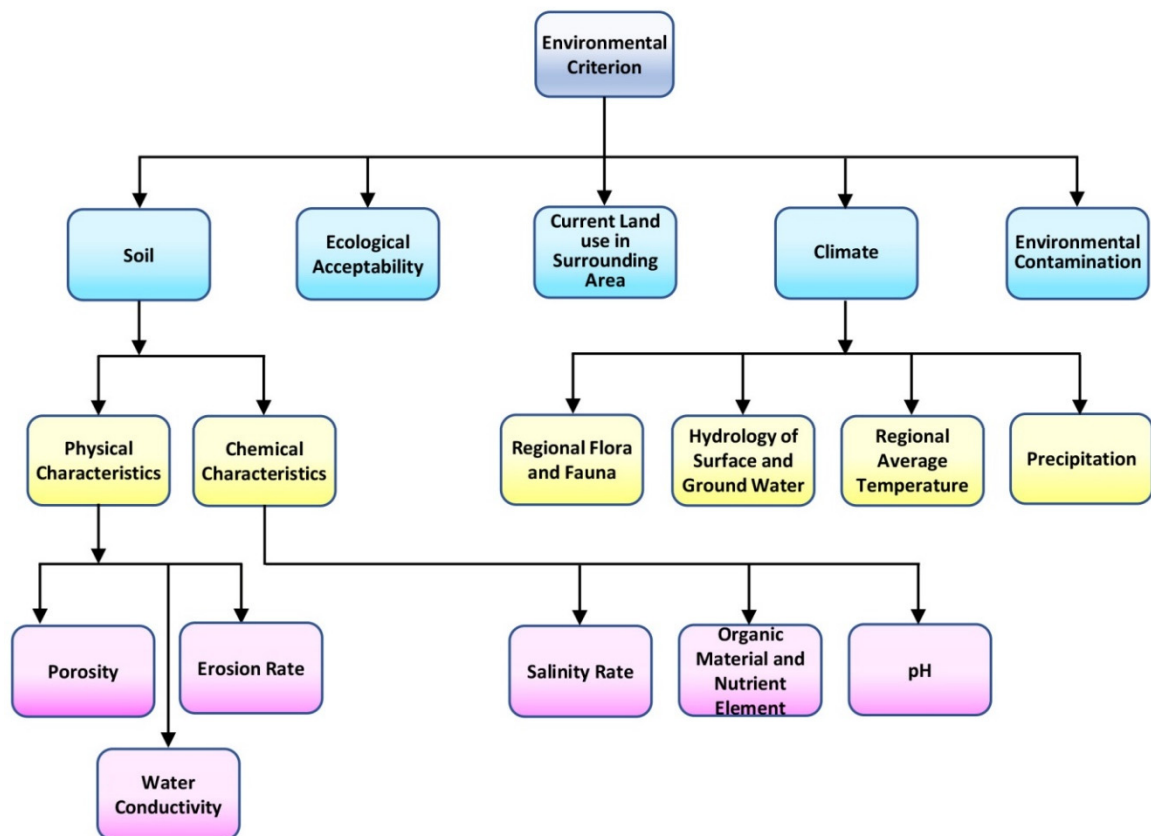 Environmental
Criterion
Soil
Ecological
Acceptability
Current Land
use in
Surrounding
Area
Climate
Environmental
Contamination
Physical
Characteristics
Chemical
Characteristics
Regional Flora
and Fauna
Hydrology of
Surface and
Ground Water
Regional
Average
Temperature
Precipitation
Porosity
Erosion Rate
Salinity Rate
Organic
Material and
Nutrient
Element
pH
Water
Conductivity